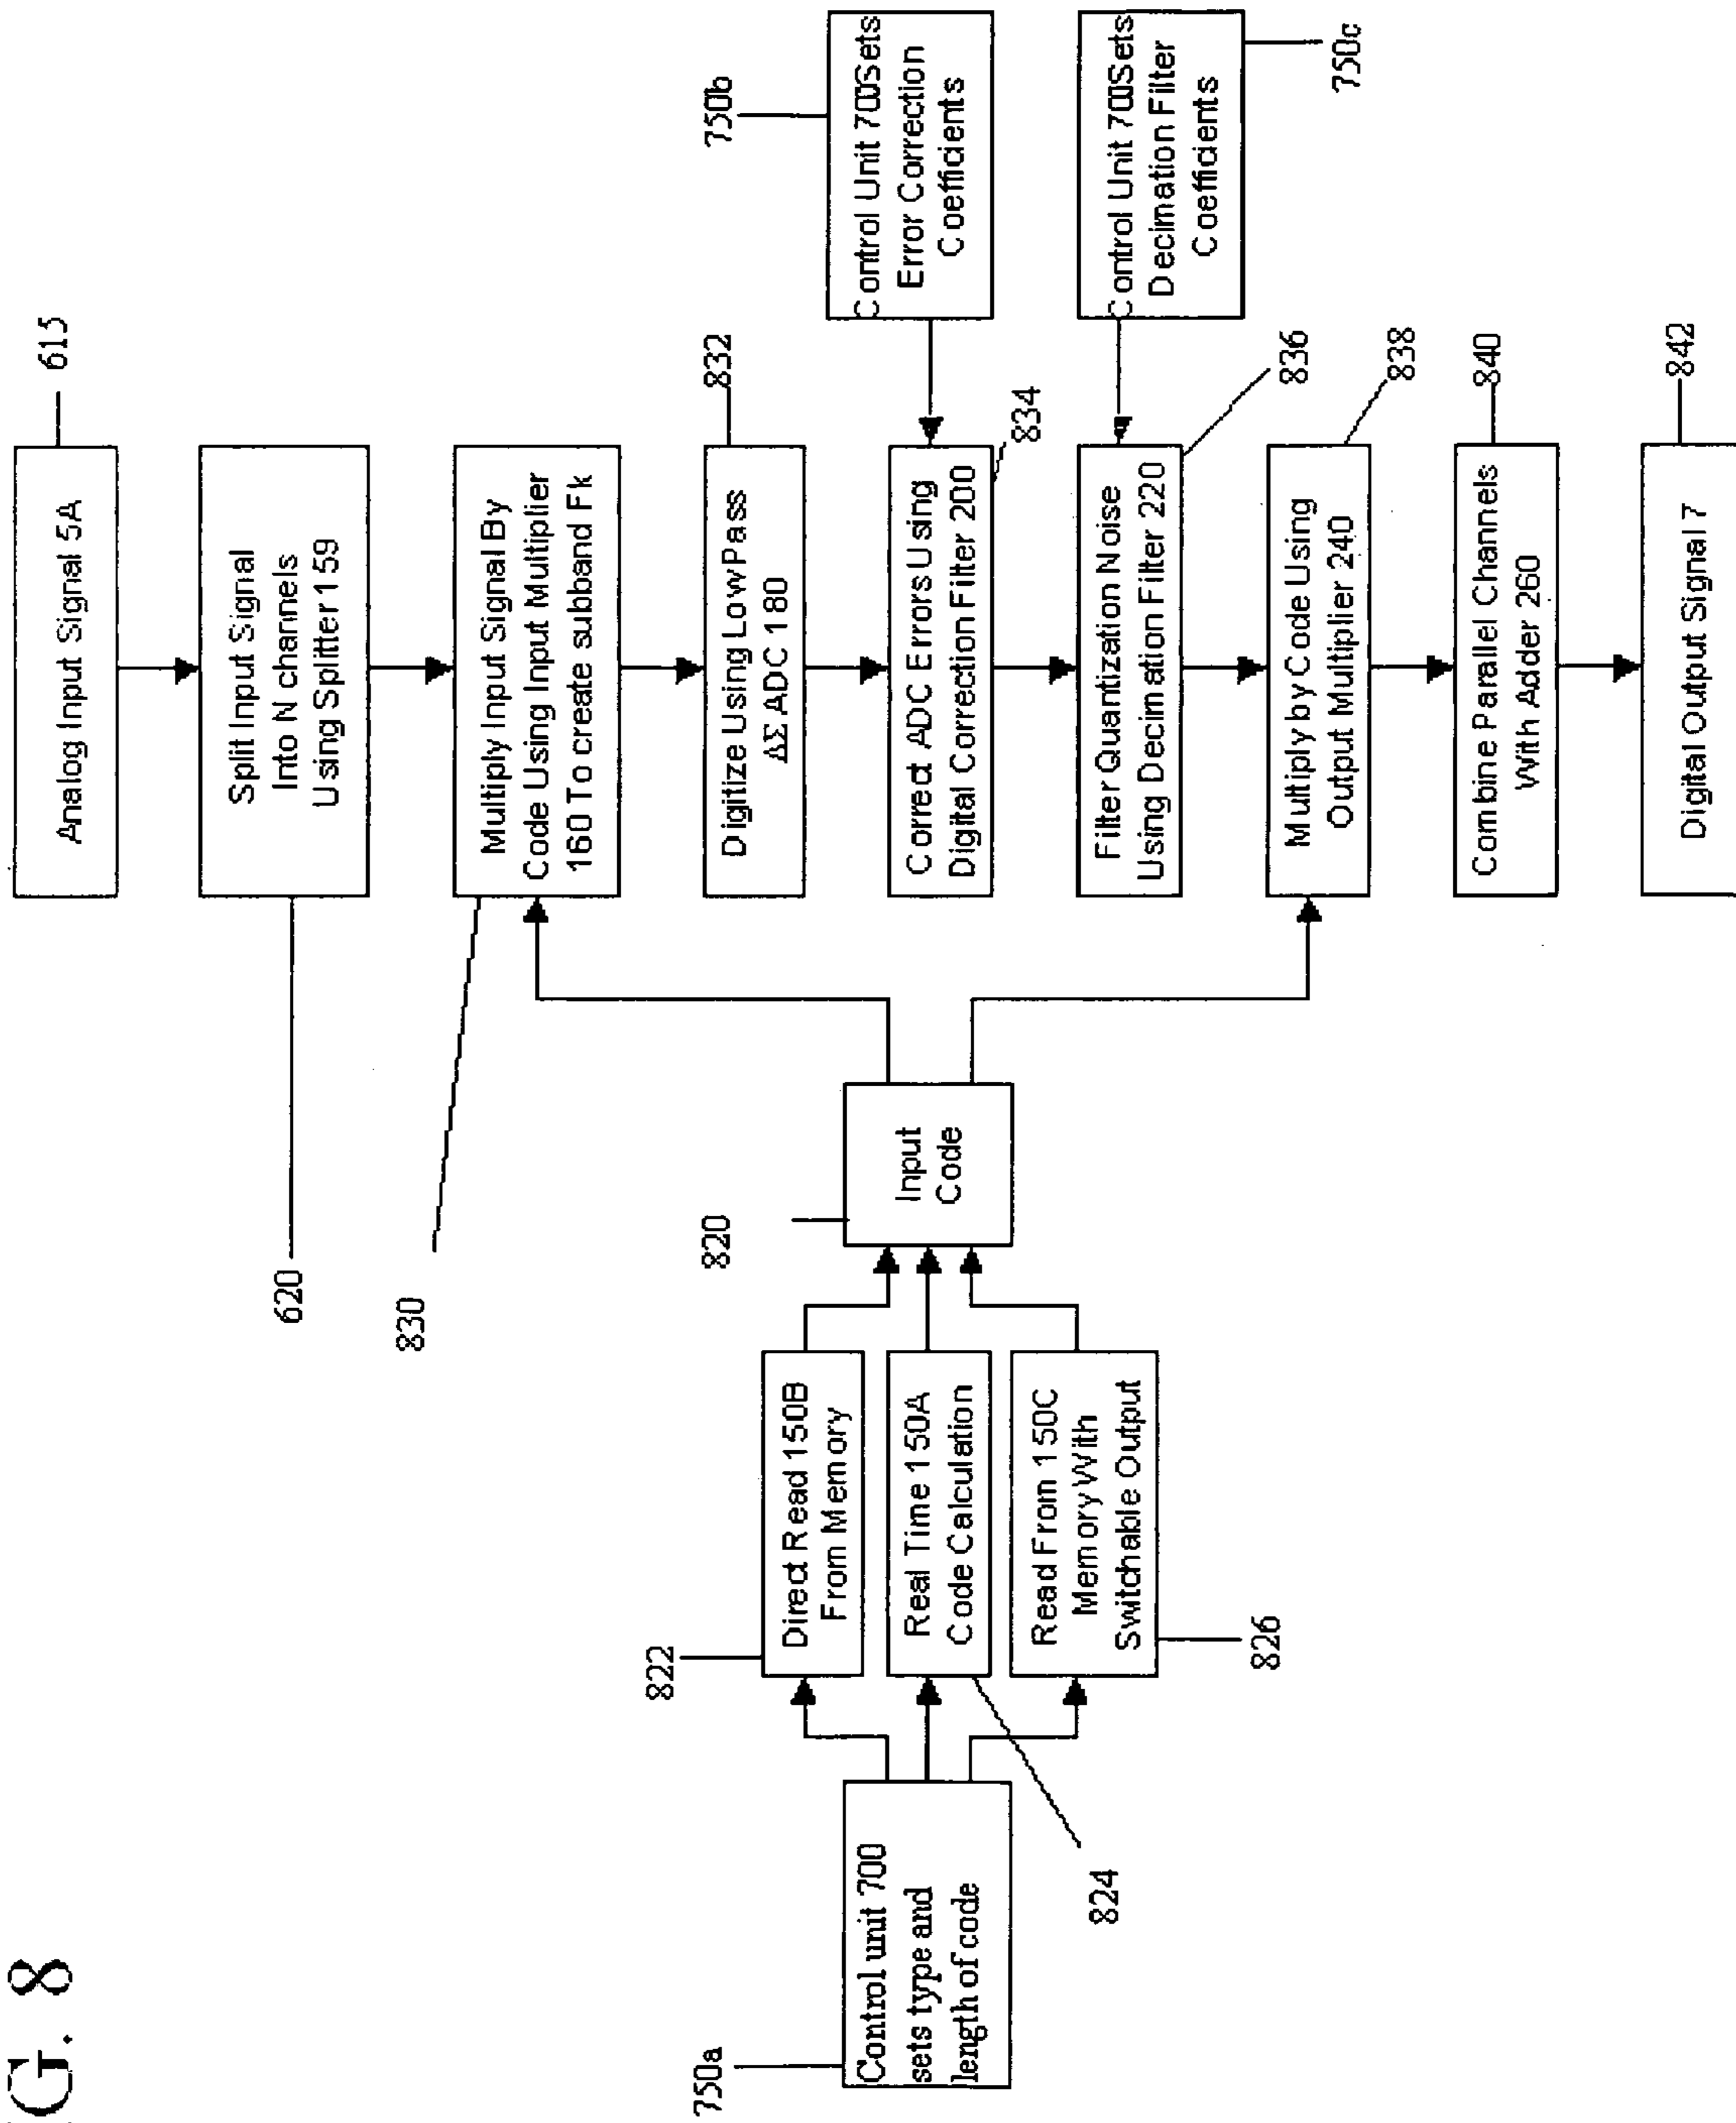 Analog Input Signal 5A
615
Split Input Signal
Into N channels
Using Splitter 159
620
Multiply Input Signal By
Code Using Input Multiplier
160 To create subband Fk
830
Digitize Using Low Pass
ΔΣ ADC 180
832
Correct ADC Errors Using
Digital Correction Filter 200
834
Control Unit 700Sets
Error Correction
Coefficients
750b
Filter Quantization Noise
Using Decimation Filter 220
836
Control Unit 700Sets
Decimation Filter
Coefficients
750c
Multiply by Code Using
Output Multiplier 240
838
Combine Parallel Channels
With Adder 260
840
Digital Output Signal 7
842
Input
Code
820
Direct Read 150B
From Memory
822
Real Time 150A
Code Calculation
824
Read From 150C
Memory With
Switchable Output
826
Control unit 700
sets type and
length of code
750a
G. 8